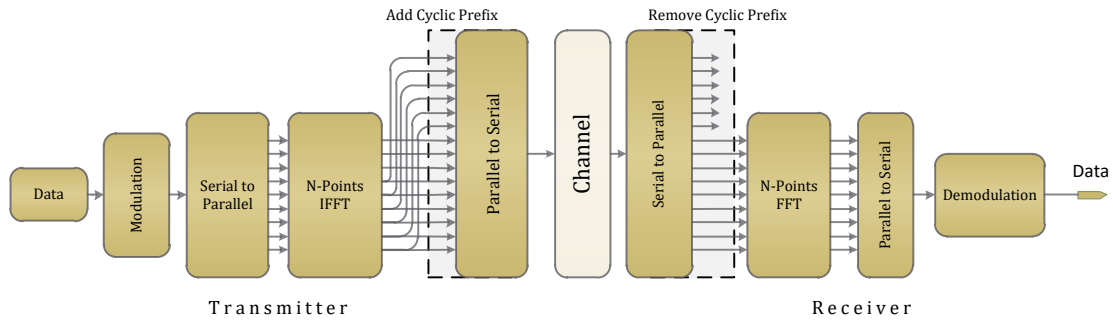 Add Cyclic Prefix
Remove Cyclic Prefix
Data
Modulation
Serial to
Parallel
N-Points
IFFT
Parallel to Serial
Channel
Serial to Parallel
N-Points
FFT
Parallel to Serial
Demodulation
Data
Transmitter
Receiver